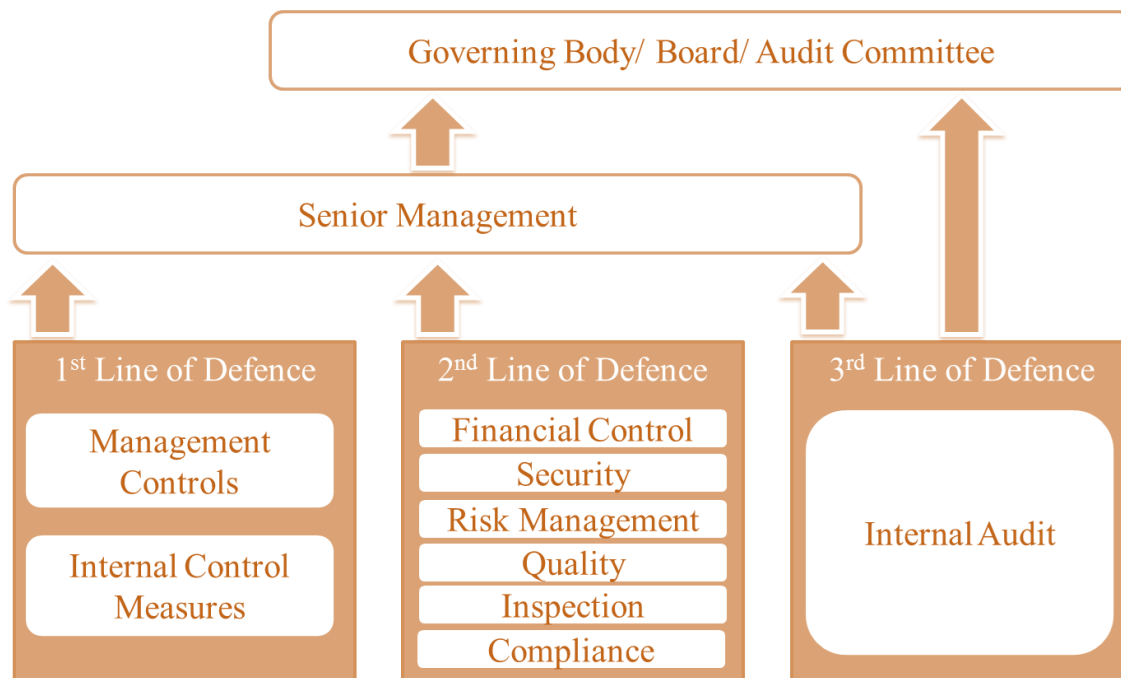 Governing Body/ Board/ Audit Committee
Senior Management
1st Line of Defence
Management
Controls
Internal Control
Measures
2nd Line of Defence
Financial Control
Security
Risk Management
Quality
Inspection
Compliance
3rd Line of Defence
Internal Audit